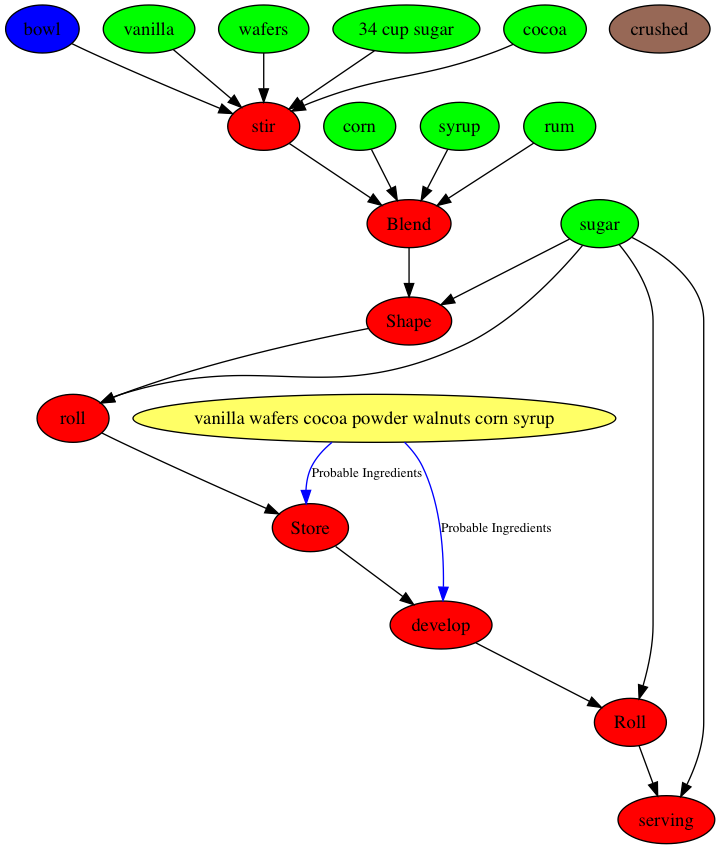 bowl vanilla wafers 34 cup sugar cocoa crushed
stir corn syrup rum
Blend sugar
Shape
roll vanilla wafers cocoa powder walnuts corn syrup
Probable Ingredients
Store Probable Ingredients
develop
Roll
serving